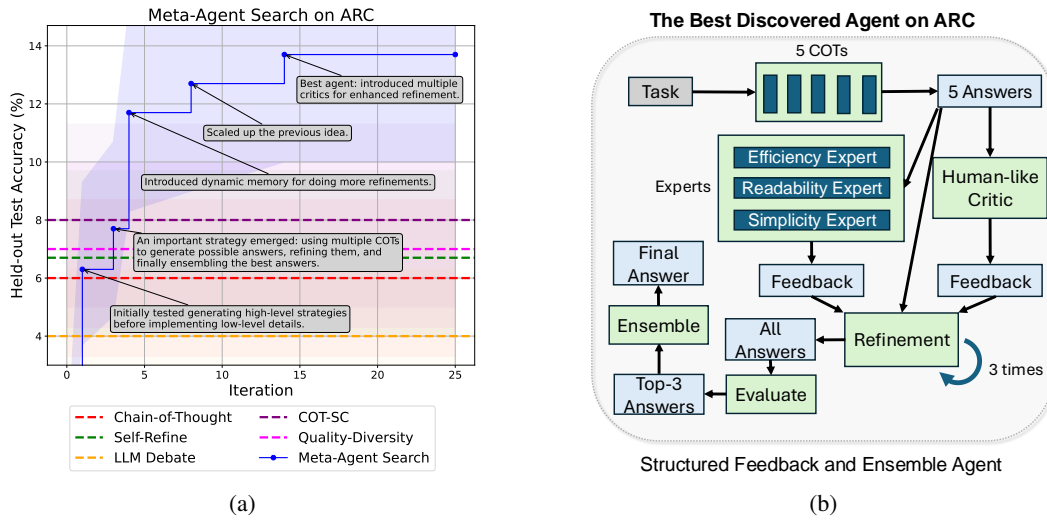 Meta-Agent Search on ARC
Held-out Test Accuracy (%)
14
12
10
8
6
4
0
5
10
15
20
25
Iteration
Best agent: introduced multiple
critics for enhanced refinement.
Scaled up the previous idea.
Introduced dynamic memory for doing more refinements.
An important strategy emerged: using multiple COTs
to generate possible answers, refining them, and
finally ensembling the best answers.
Initially tested generating high-level strategies
before implementing low-level details.
Chain-of-Thought
Self-Refine
LLM Debate
COT-SC
Quality-Diversity
Meta-Agent Search
(a)
The Best Discovered Agent on ARC
5 COTs
Task
5 Answers
Experts
Efficiency Expert
Readability Expert
Simplicity Expert
Human-like
Critic
Feedback
Feedback
Final
Answer
Ensemble
All
Answers
Refinement
3 times
Top-3
Answers
Evaluate
Structured Feedback and Ensemble Agent
(b)